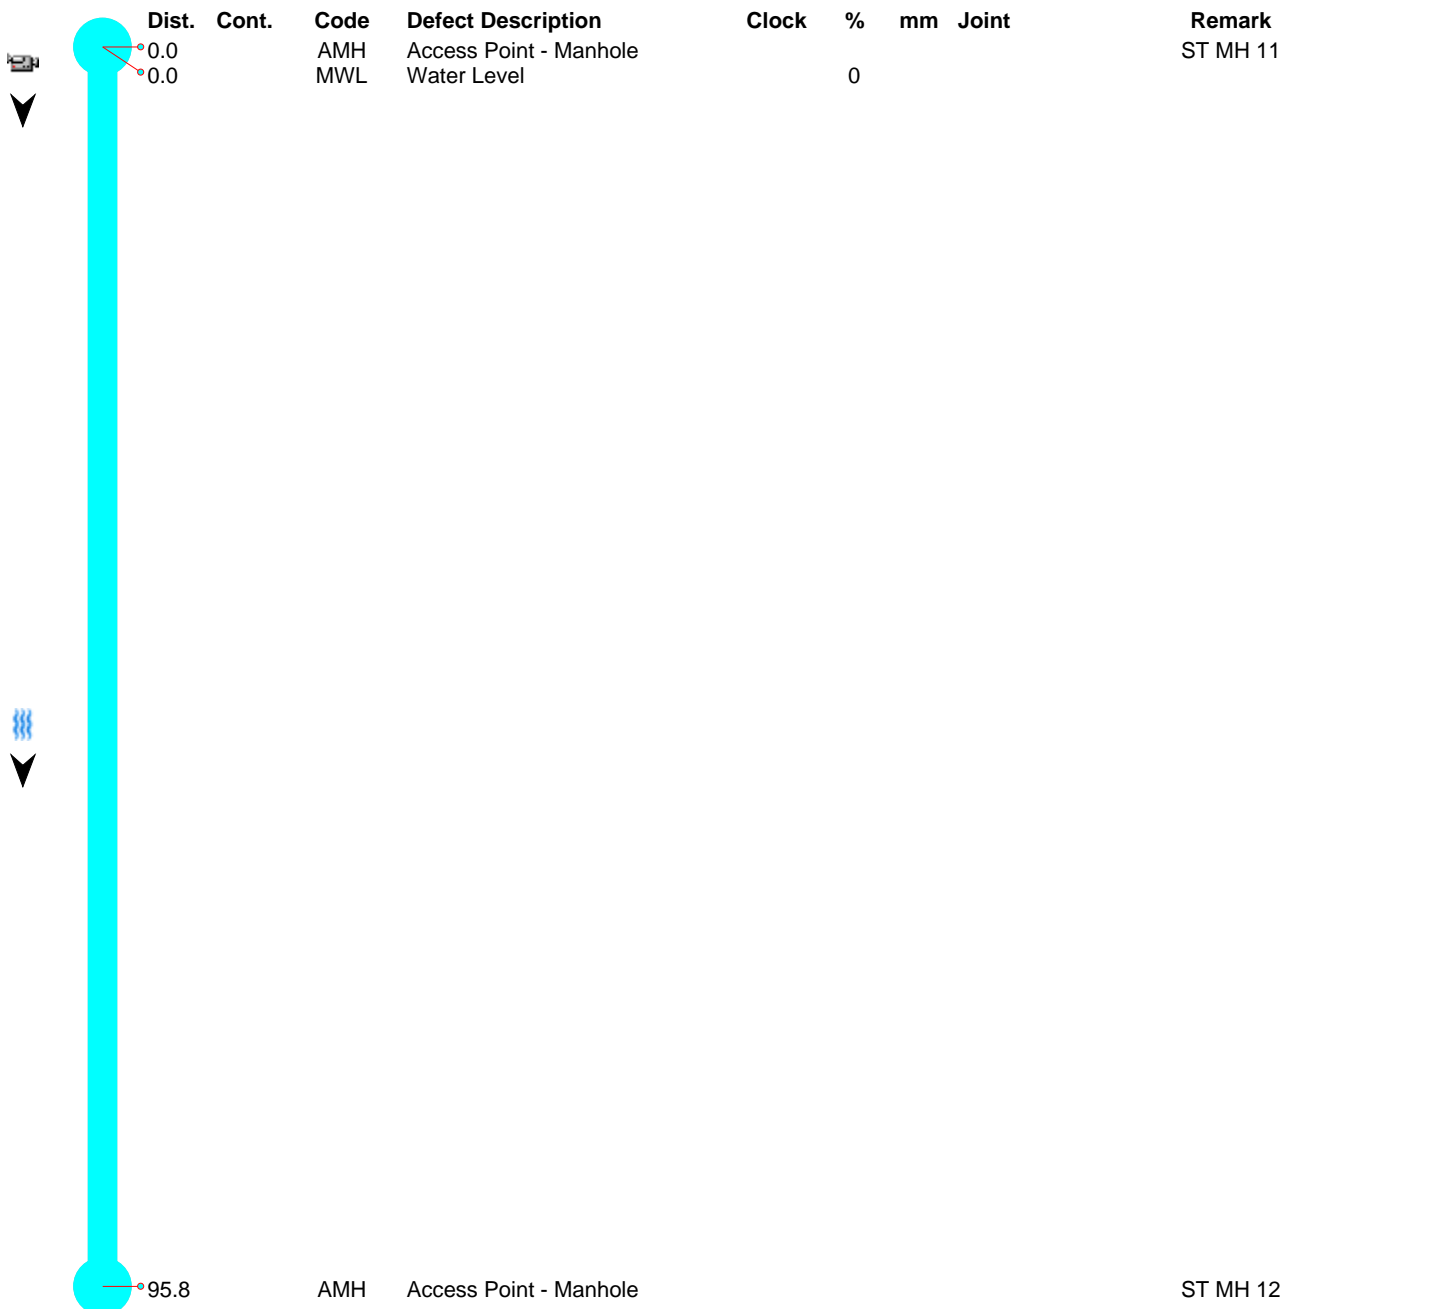 Dist. Cont. Code Defect Description Clock % mm Joint Remark
0.0 AMH Access Point - Manhole ST MH 11
0.0 MWL Water Level 0
95.8 AMH Access Point - Manhole ST MH 12